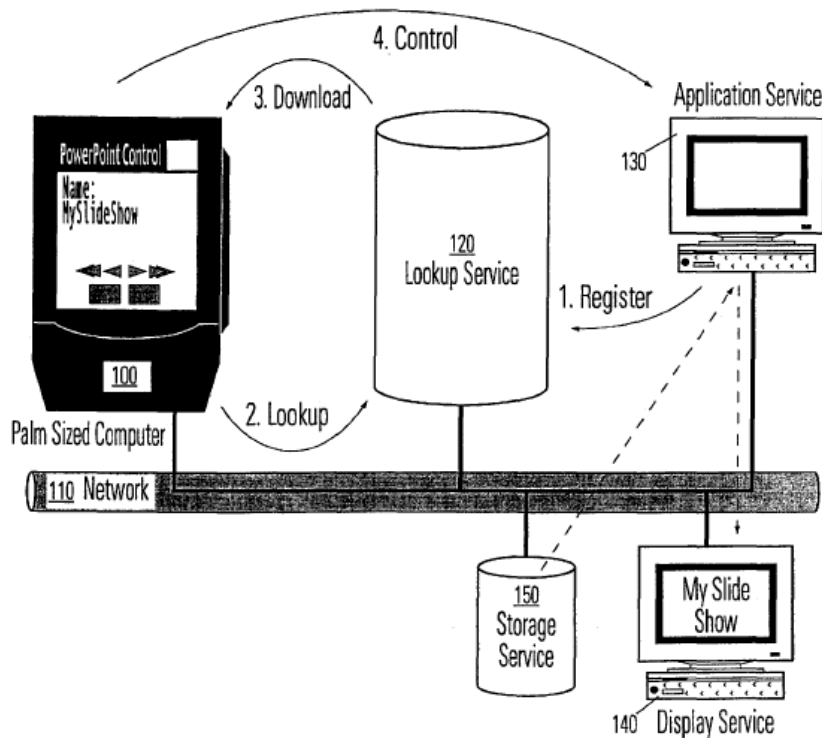 4. Control
3. Download
Application Service
130
PowerPoint Control
Name:
MySlideShow
120
Lookup Service
1. Register
100
2. Lookup
Palm Sized Computer
110 Network
150
Storage
Service
My Slide
Show
140
Display Service